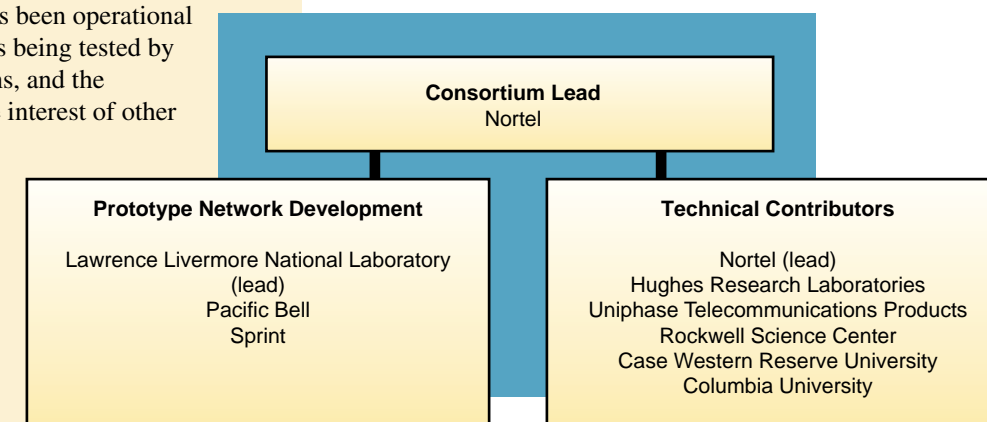 s been operational
s being tested by
ns, and the
e interest of other
Consortium Lead
Nortel
Prototype Network Development
Lawrence Livermore National Laboratory
(lead)
Pacific Bell
Sprint
Technical Contributors
Nortel (lead)
Hughes Research Laboratories
Uniphase Telecommunications Products
Rockwell Science Center
Case Western Reserve University
Columbia University